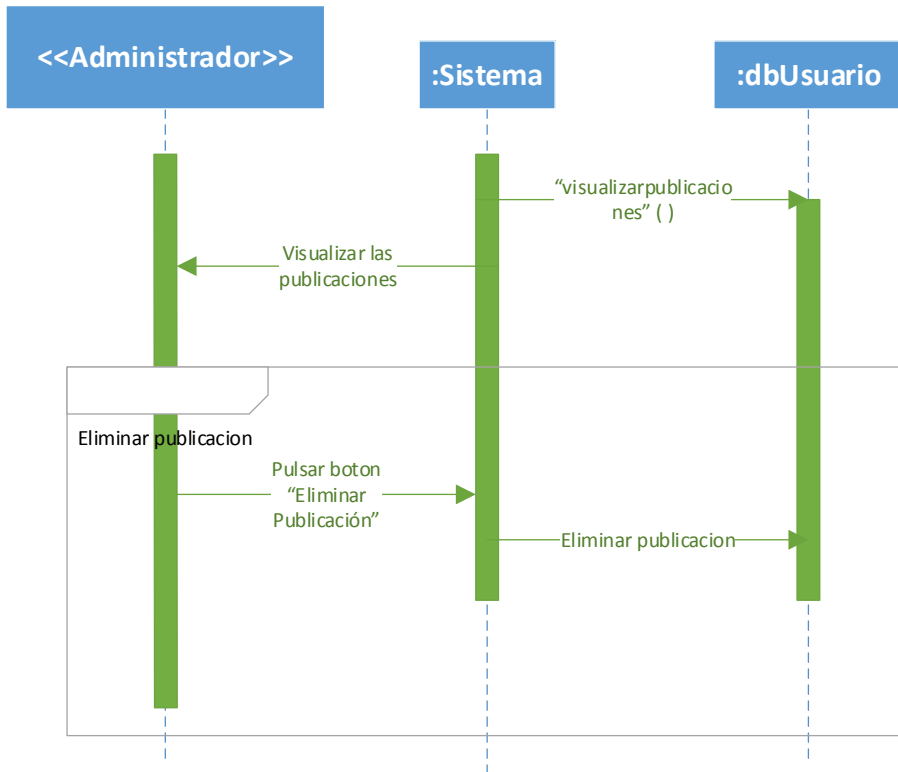 <<Administrador>>
:Sistema
:dbUsuario
“visualizarpublicacio
nes” ( )
Visualizar las
publicaciones
Eliminar publicacion
Pulsar boton
“Eliminar
Publicación”
Eliminar publicacion